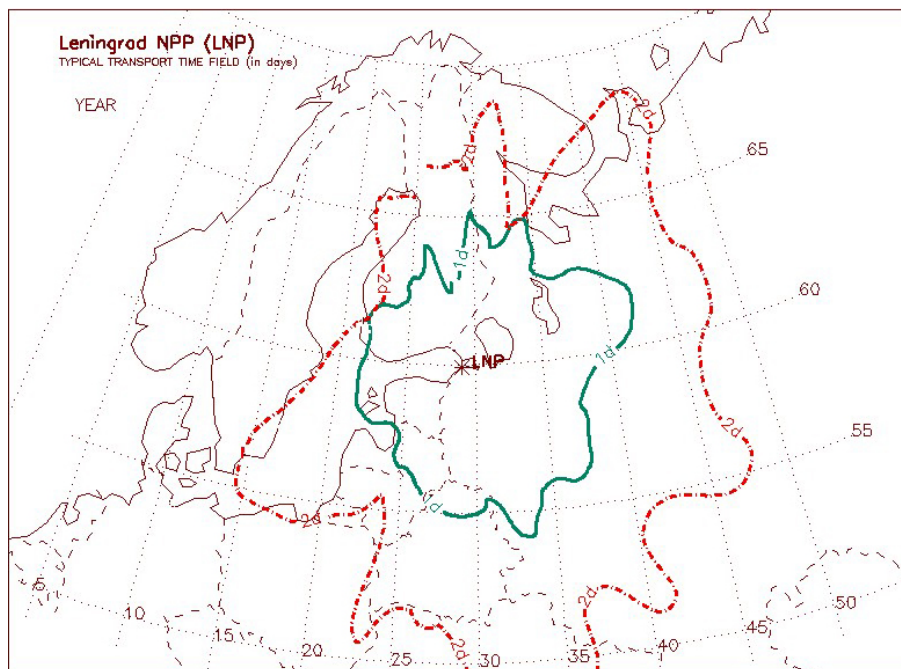 Leningrad NPP (LNP)
TYPICAL TRANSPORT TIME FIELD (in days)
YEAR
2d
2d
65
1d
2d
60
1d
LNP
2d
55
1d
2d
5
10
15
20
25
2d
30
35
2d
40
45
50